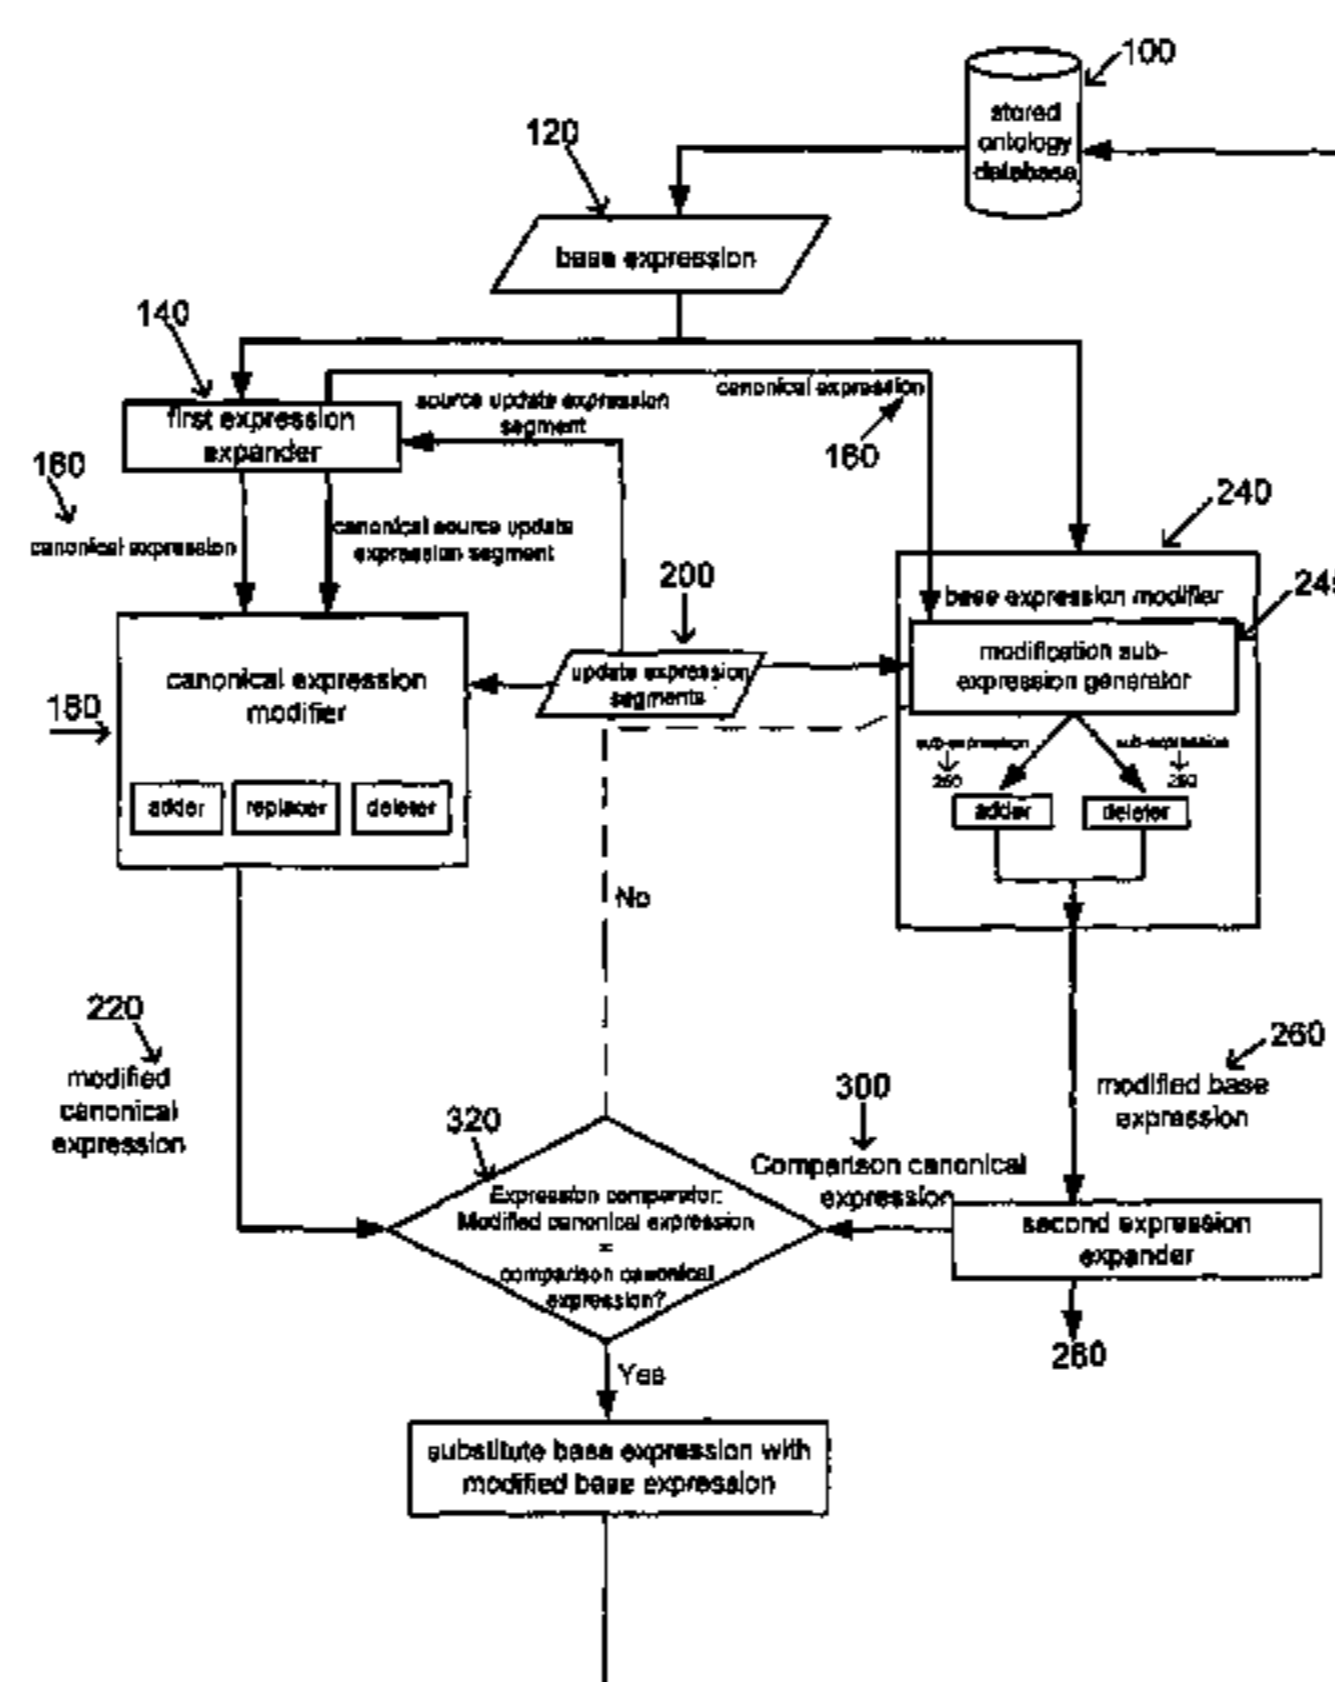 100
stored
ontology
database
120
base expression
140
first expression
expander
source update expression
segment
canonical expression
160
160
canonical expression
canonical source update
expression segment
200
240
base expression modifier
modification sub-
expression generator
update expression
segments
canonical expression
modifier
180
adder replacer deleter
sub-expression
sub-expression
adder
deleter
No
220
modified
canonical
expression
260
modified base
expression
300
Comparison canonical
expression
320
Expression comparator:
Modified canonical expression
=
comparison canonical
expression?
second expression
expander
Yes
substitute base expression with
modified base expression